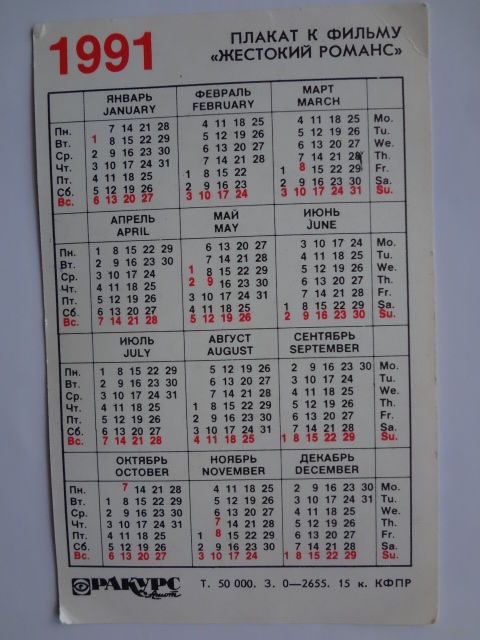 1991
ПЛАКАТ К ФИЛЬМУ
«ЖЕСТОКИЙ РОМАНС»
ЯНВАРЬ ФЕВРАЛЬ МАРТ
JANUARY FEBRUARY MARCH
Пн. 7 14 21 28 4 11 18 25 4 11 18 25 Mo.
Вт. 1 8 15 22 29 5 12 19 26 5 12 19 26 Tu.
Ср. 2 9 16 23 30 6 13 20 27 6 13 20 27 We.
Чт. 3 10 17 24 31 7 14 21 28 7 14 21 28 Th.
Пт. 4 11 18 25 1 8 15 22 1 8 15 22 29 Fr.
Сб. 5 12 19 26 2 9 16 23 2 9 16 23 30 Sa.
Вс. 6 13 20 27 3 10 17 24 3 10 17 24 31 Su.
АПРЕЛЬ МАЙ ИЮНЬ
APRIL MAY JUNE
Пн. 1 8 15 22 29 6 13 20 27 3 10 17 24 Mo.
Вт. 2 9 16 23 30 7 14 21 28 4 11 18 25 Tu.
Ср. 3 10 17 24 1 8 15 22 29 5 12 19 26 We.
Чт. 4 11 18 25 2 9 16 23 30 6 13 20 27 Th.
Пт. 5 12 19 26 3 10 17 24 31 7 14 21 28 Fr.
Сб. 6 13 20 27 4 11 18 25 1 8 15 22 29 Sa.
Вс. 7 14 21 28 5 12 19 26 2 9 16 23 30 Su.
ИЮЛЬ АВГУСТ СЕНТЯБРЬ
JULY AUGUST SEPTEMBER
Пн. 1 8 15 22 29 5 12 19 26 2 9 16 23 30 Mo.
Вт. 2 9 16 23 30 6 13 20 27 3 10 17 24 Tu.
Ср. 3 10 17 24 31 7 14 21 28 4 11 18 25 We.
Чт. 4 11 18 25 1 8 15 22 29 5 12 19 26 Th.
Пт. 5 12 19 26 2 9 16 23 30 6 13 20 27 Fr.
Сб. 6 13 20 27 3 10 17 24 31 7 14 21 28 Sa.
Вс. 7 14 21 28 4 11 18 25 1 8 15 22 29 Su.
ОКТЯБРЬ НОЯБРЬ ДЕКАБРЬ
OCTOBER NOVEMBER DECEMBER
Пн. 7 14 21 28 4 11 18 25 2 9 16 23 30 Mo.
Вт. 1 8 15 22 29 5 12 19 26 3 10 17 24 31 Tu.
Ср. 2 9 16 23 30 6 13 20 27 4 11 18 25 We.
Чт. 3 10 17 24 31 7 14 21 28 5 12 19 26 Th.
Пт. 4 11 18 25 1 8 15 22 29 6 13 20 27 Fr.
Сб. 5 12 19 26 2 9 16 23 30 7 14 21 28 Sa.
Вс. 6 13 20 27 3 10 17 24 1 8 15 22 29 Su.
РАКУРС Т. 50 000. З. 0—2655. 15 к. КФПР